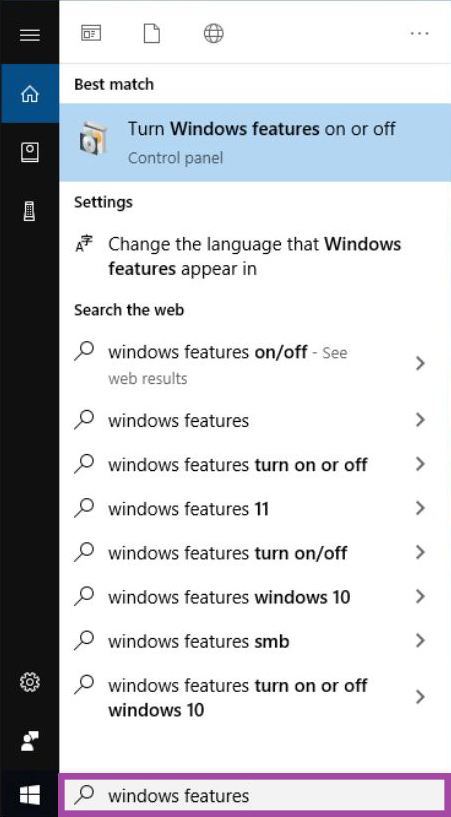 Best match
Turn Windows features on or off
Control panel
Settings
Change the language that Windows
features appear in
Search the web
windows features on/off - See
web results
windows features
windows features turn on or off
windows features 11
windows features turn on/off
windows features windows 10
windows features smb
windows features turn on or off
windows 10
windows features